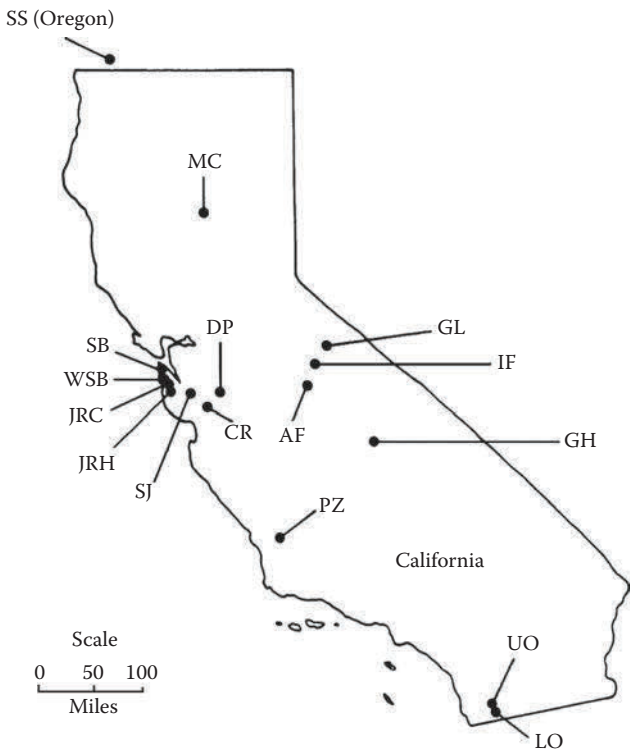 SS (Oregon)
MC
DP
GL
SB
IF
WSB
JRC
CR
AF
JRH
GH
SJ
PZ
California
Scale
0 50 100
Miles
UO
LO